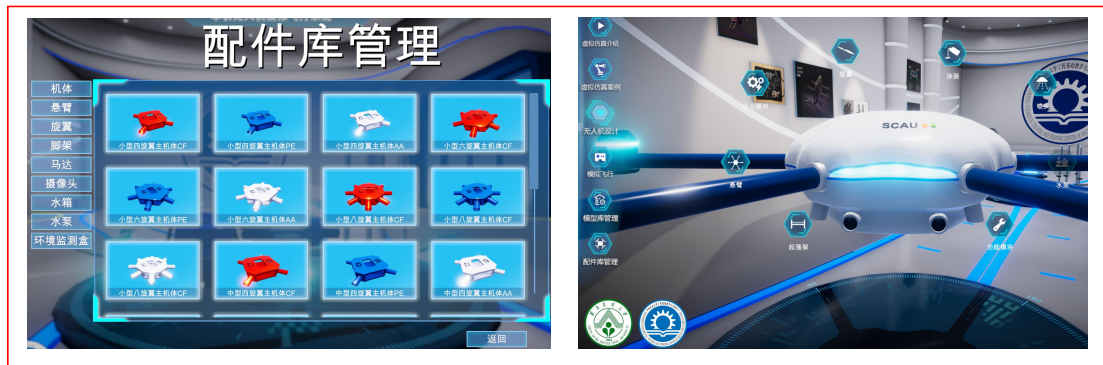 配件库管理
机体
悬臂
旋翼
脚架
马达
摄像头
水箱
水泵
环境监测盒
小型四旋翼主机体CF
小型四旋翼主机体PE
小型四旋翼主机体AA
小型六旋翼主机体CF
小型六旋翼主机体PE
小型六旋翼主机体AA
小型八旋翼主机体CF
小型八旋翼主机体CF
小型八旋翼主机体CF
中型四旋翼主机体CF
中型四旋翼主机体PE
中型四旋翼主机体AA
返回
虚拟仿真介绍
虚拟仿真案例
无人机设计
模拟飞行
模型库管理
配件库管理
旋翼
涂装
喷头
SCAU
悬臂
水泵
起落架
功能模块